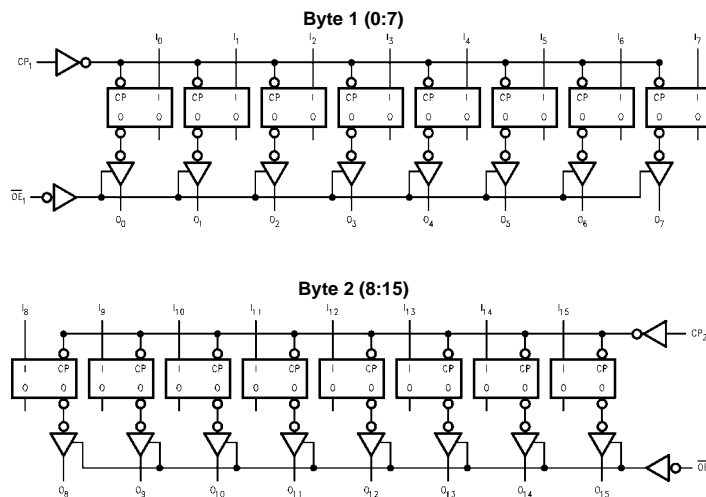 Byte 1 (0:7)
I0 I1 I2 I3 I4 I5 I6 I7
CP1
CP I CP I CP I CP I CP I CP I CP I CP I
O O O O O O O O O O O O O O O O
OE1
O0 O1 O2 O3 O4 O5 O6 O7
Byte 2 (8:15)
I8 I9 I10 I11 I12 I13 I14 I15
CP2
I CP I CP I CP I CP I CP I CP I CP I CP
O O O O O O O O O O O O O O O O
OE
O8 O9 O10 O11 O12 O13 O14 O15